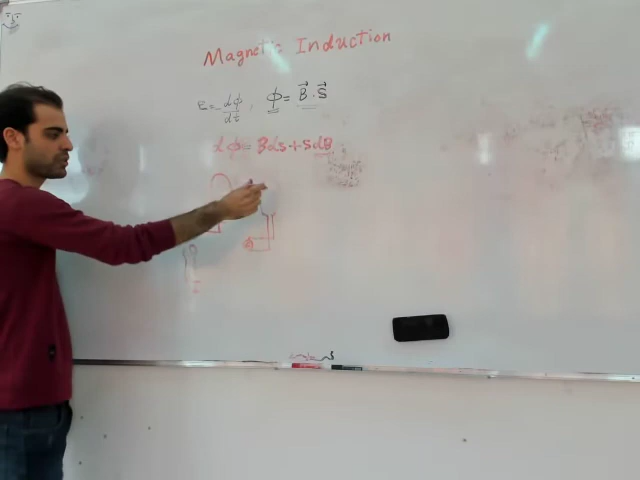 Magnetic Induction
ε = dϕ/dt , ϕ = B⃗ . S⃗
dϕ = Bds + SdB